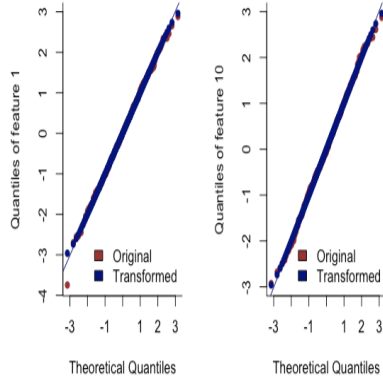 Quantiles of feature 1
3
2
1
0
-1
-2
-3
-4
Original
Transformed
-3 -1 1 2 3
Theoretical Quantiles
Quantiles of feature 10
3
2
1
0
-1
-2
-3
Original
Transformed
-3 -1 1 2 3
Theoretical Quantiles